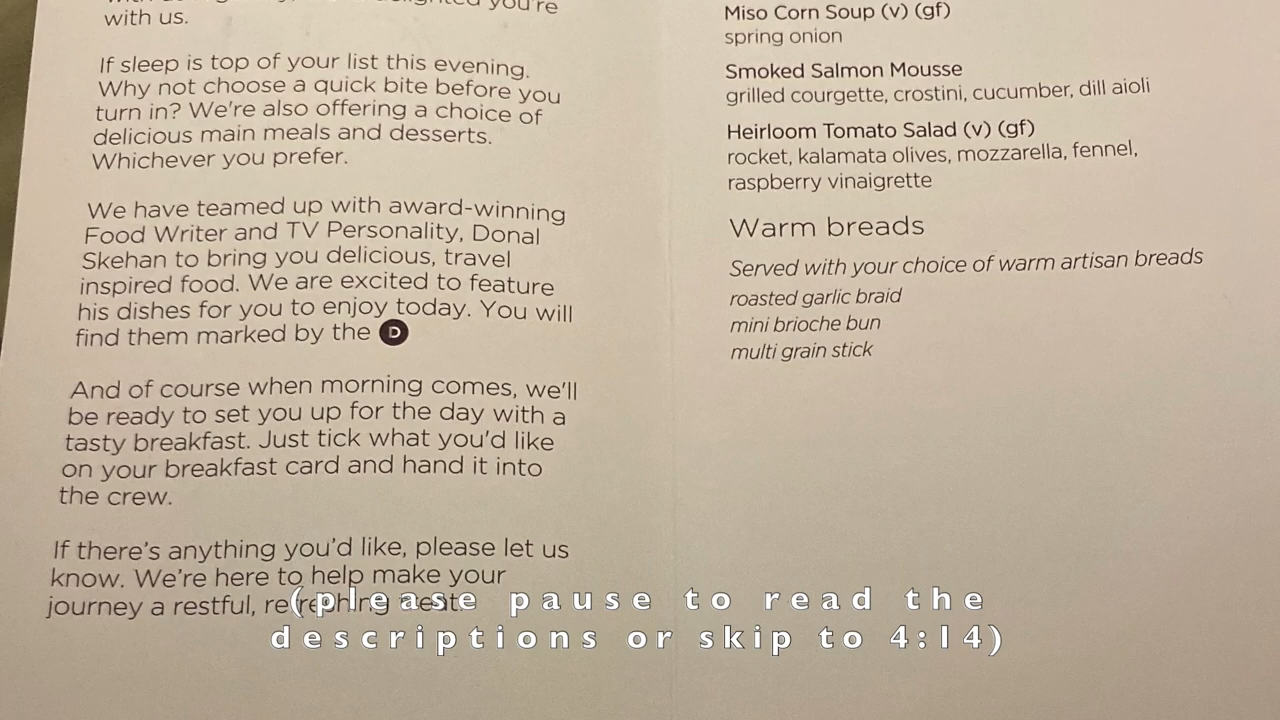 you're
with us.
If sleep is top of your list this evening.
Why not choose a quick bite before you
turn in? We're also offering a choice of
delicious main meals and desserts.
Whichever you prefer.
We have teamed up with award-winning
Food Writer and TV Personality, Donal
Skehan to bring you delicious, travel
inspired food. We are excited to feature
his dishes for you to enjoy today. You will
find them marked by the D
And of course when morning comes, we'll
be ready to set you up for the day with a
tasty breakfast. Just tick what you'd like
on your breakfast card and hand it into
the crew.
If there's anything you'd like, please let us
know. We're here to help make your
journey a restful, refreshing
Miso Corn Soup (v) (gf)
spring onion
Smoked Salmon Mousse
grilled courgette, crostini, cucumber, dill aioli
Heirloom Tomato Salad (v) (gf)
rocket, kalamata olives, mozzarella, fennel,
raspberry vinaigrette
Warm breads
Served with your choice of warm artisan breads
roasted garlic braid
mini brioche bun
multi grain stick
(please pause to read the
descriptions or skip to 4:14)